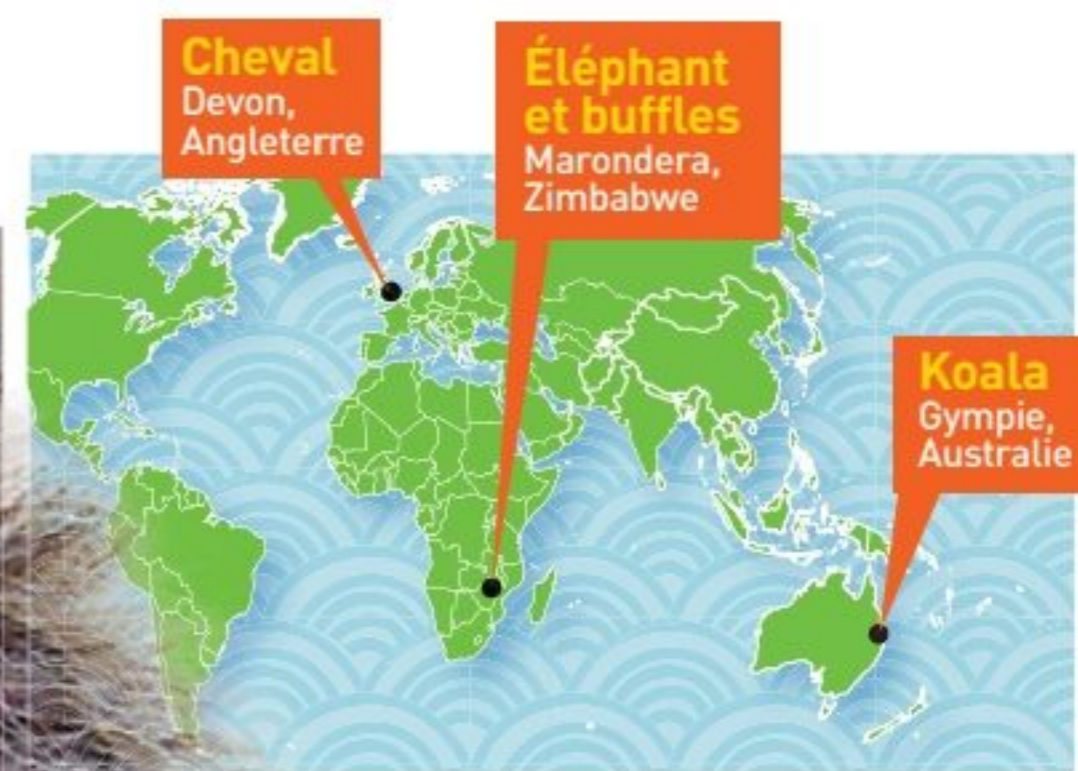 Cheval
Devon,
Angleterre
Éléphant
et buffles
Marondera,
Zimbabwe
Koala
Gympie,
Australie